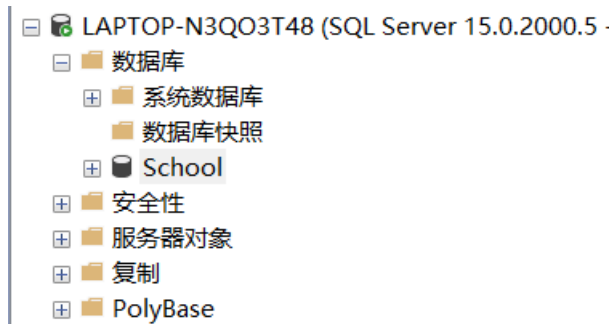 LAPTOP-N3QO3T48 (SQL Server 15.0.2000.5 -
数据库
系统数据库
数据库快照
School
安全性
服务器对象
复制
PolyBase